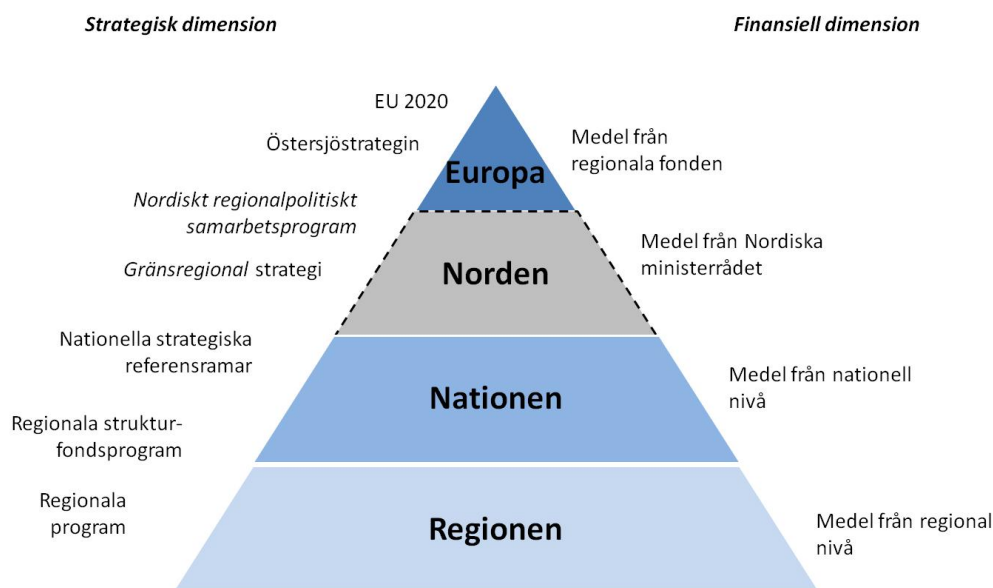 Strategisk dimension
Finansiell dimension
EU 2020
Östersjöstrategin
Medel från
regionala fonden
Europa
Nordiskt regionalpolitiskt
samarbetsprogram
Medel från Nordiska
ministerrådet
Gränsregional strategi
Norden
Nationella strategiska
referensramar
Medel från nationell
nivå
Nationen
Regionala struktur-
fondsprogram
Regionala
program
Regionen
Medel från regional
nivå